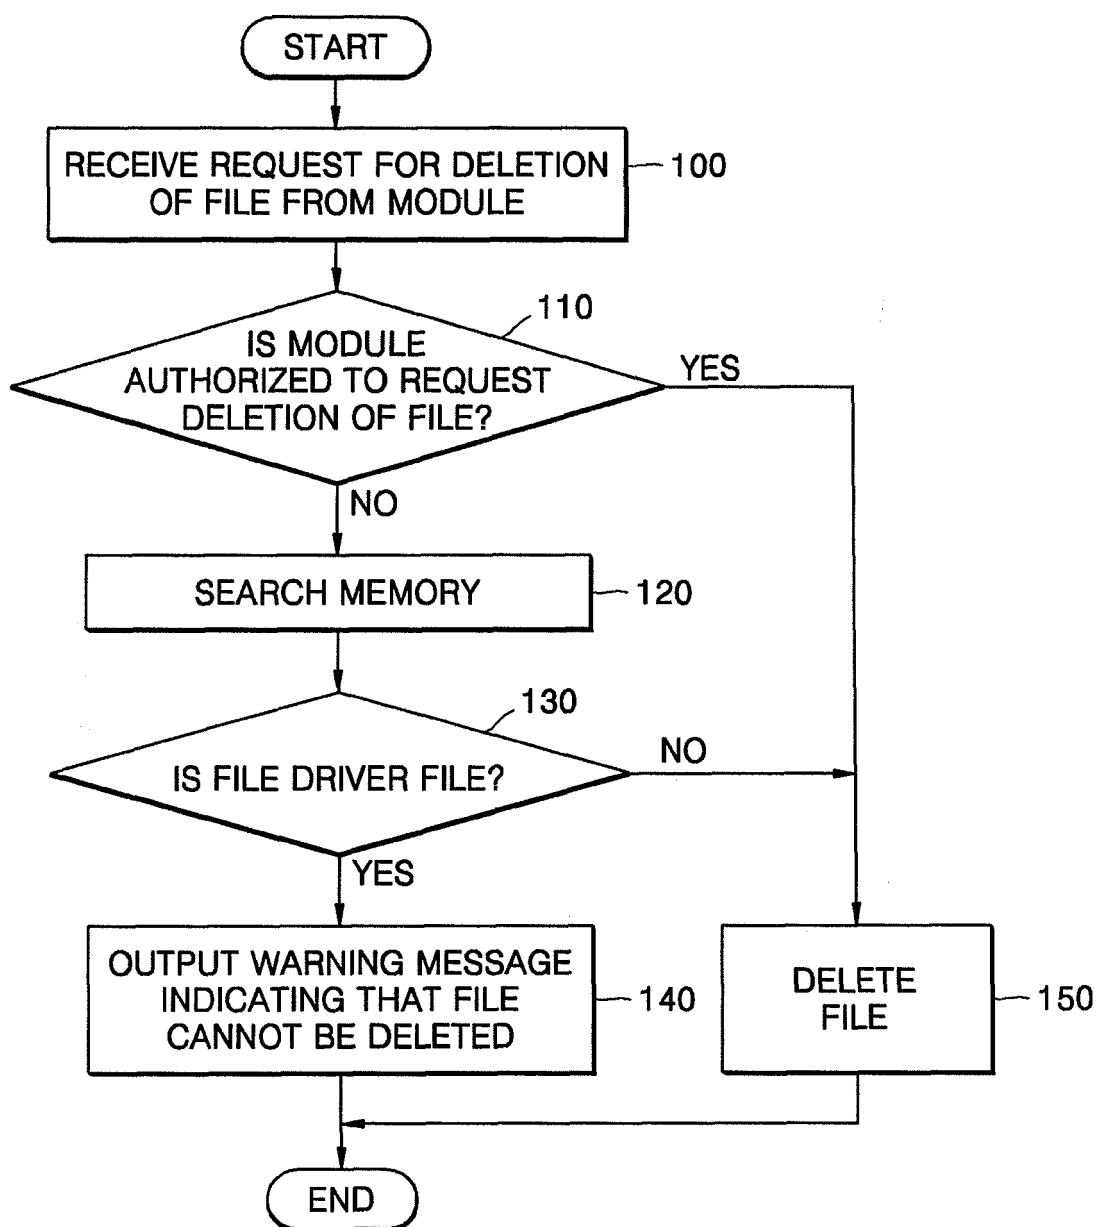 START
RECEIVE REQUEST FOR DELETION
OF FILE FROM MODULE
100
110
IS MODULE
AUTHORIZED TO REQUEST
DELETION OF FILE?
YES
NO
SEARCH MEMORY
120
130
IS FILE DRIVER FILE?
NO
YES
OUTPUT WARNING MESSAGE
INDICATING THAT FILE
CANNOT BE DELETED
140
DELETE
FILE
150
END